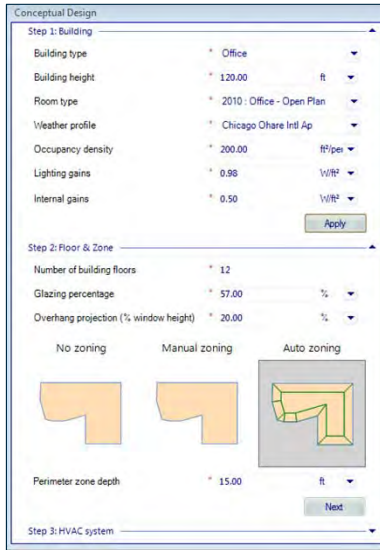 Conceptual Design
Step 1: Building
Building type * Office
Building height * 120.00 ft
Room type * 2010 : Office - Open Plan
Weather profile * Chicago Ohare Intl Ap
Occupancy density * 200.00 ft²/per
Lighting gains * 0.98 W/ft²
Internal gains * 0.50 W/ft²
Apply
Step 2: Floor & Zone
Number of building floors * 12
Glazing percentage * 57.00 %
Overhang projection (% window height) * 20.00 %
No zoning Manual zoning Auto zoning
Perimeter zone depth * 15.00 ft
Next
Step 3: HVAC system